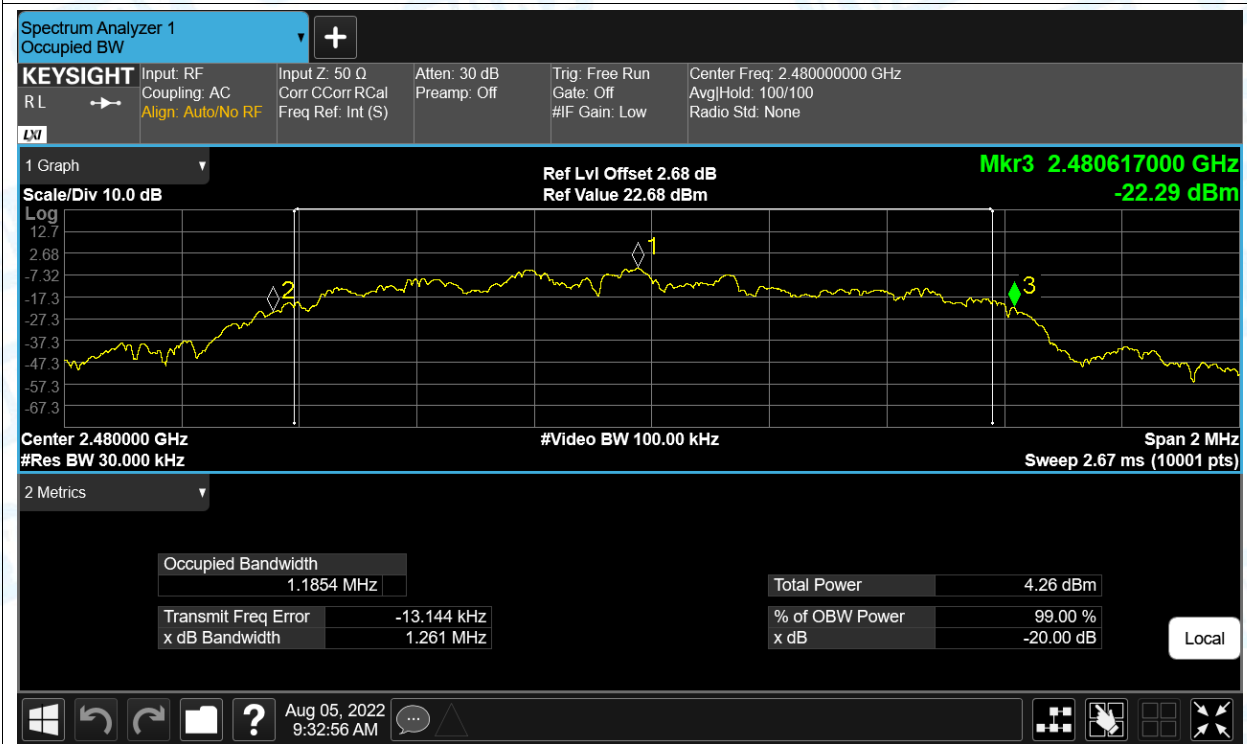 Spectrum Analyzer 1
Occupied BW
▼
+
KEYSIGHT
R L
LXI
Input: RF
Coupling: AC
Align: Auto/No RF
Input Z: 50 Ω
Corr CCorr RCal
Freq Ref: Int (S)
Atten: 30 dB
Preamp: Off
Trig: Free Run
Gate: Off
#IF Gain: Low
Center Freq: 2.480000000 GHz
Avg|Hold: 100/100
Radio Std: None
1 Graph ▼
Scale/Div 10.0 dB
Ref Lvl Offset 2.68 dB
Ref Value 22.68 dBm
Mkr3 2.480617000 GHz
-22.29 dBm
Log
12.7
2.68
-7.32
-17.3
-27.3
-37.3
-47.3
-57.3
-67.3
1
2
3
Center 2.480000 GHz
#Res BW 30.000 kHz
#Video BW 100.00 kHz
Span 2 MHz
Sweep 2.67 ms (10001 pts)
2 Metrics ▼
Occupied Bandwidth
1.1854 MHz
Total Power 4.26 dBm
Transmit Freq Error -13.144 kHz
% of OBW Power 99.00 %
x dB Bandwidth 1.261 MHz
x dB -20.00 dB
Local
?
Aug 05, 2022
9:32:56 AM